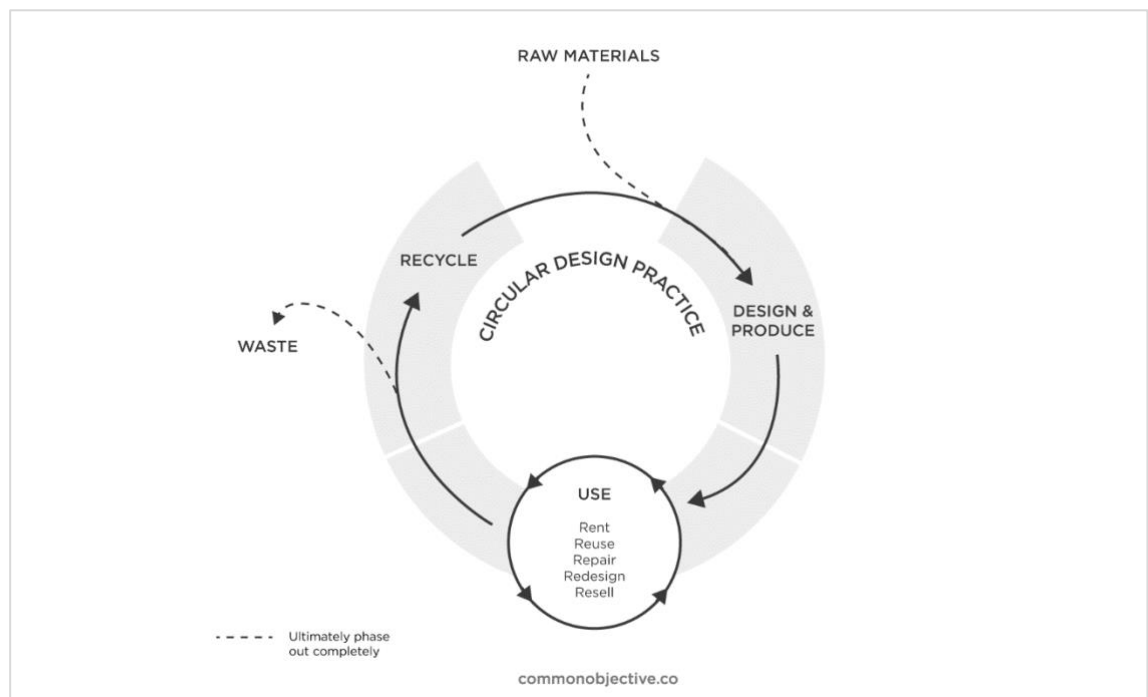 RAW MATERIALS
CIRCULAR DESIGN PRACTICE
RECYCLE
DESIGN &
PRODUCE
WASTE
USE
Rent
Reuse
Repair
Redesign
Resell
Ultimately phase
out completely
commonobjective.co